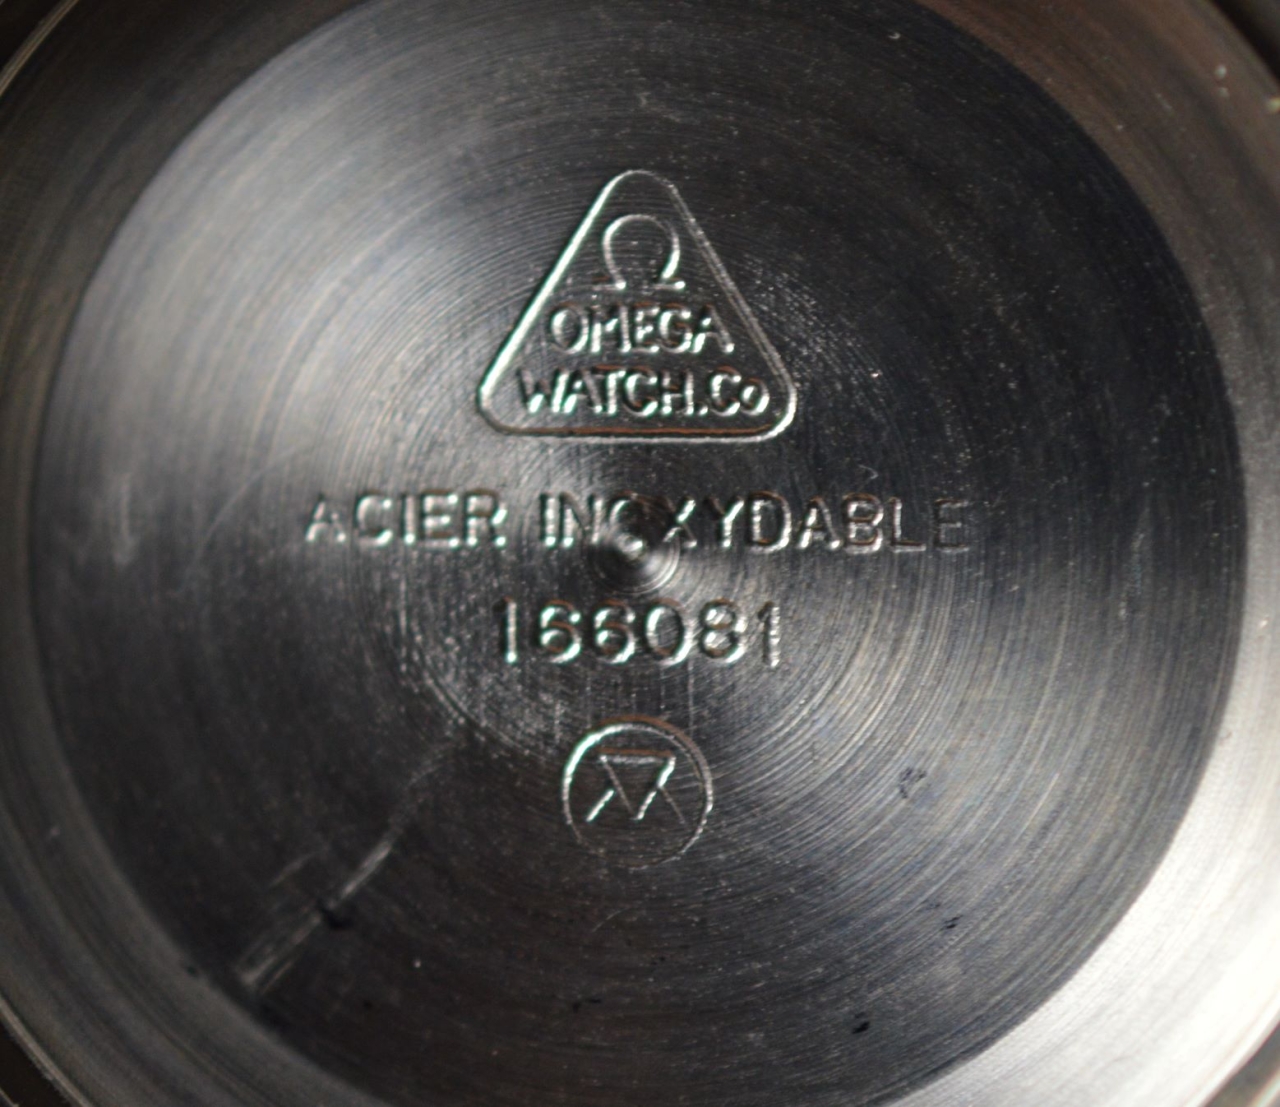 Ω
OMEGA
WATCH.Co
ACIER INOXYDABLE
166081